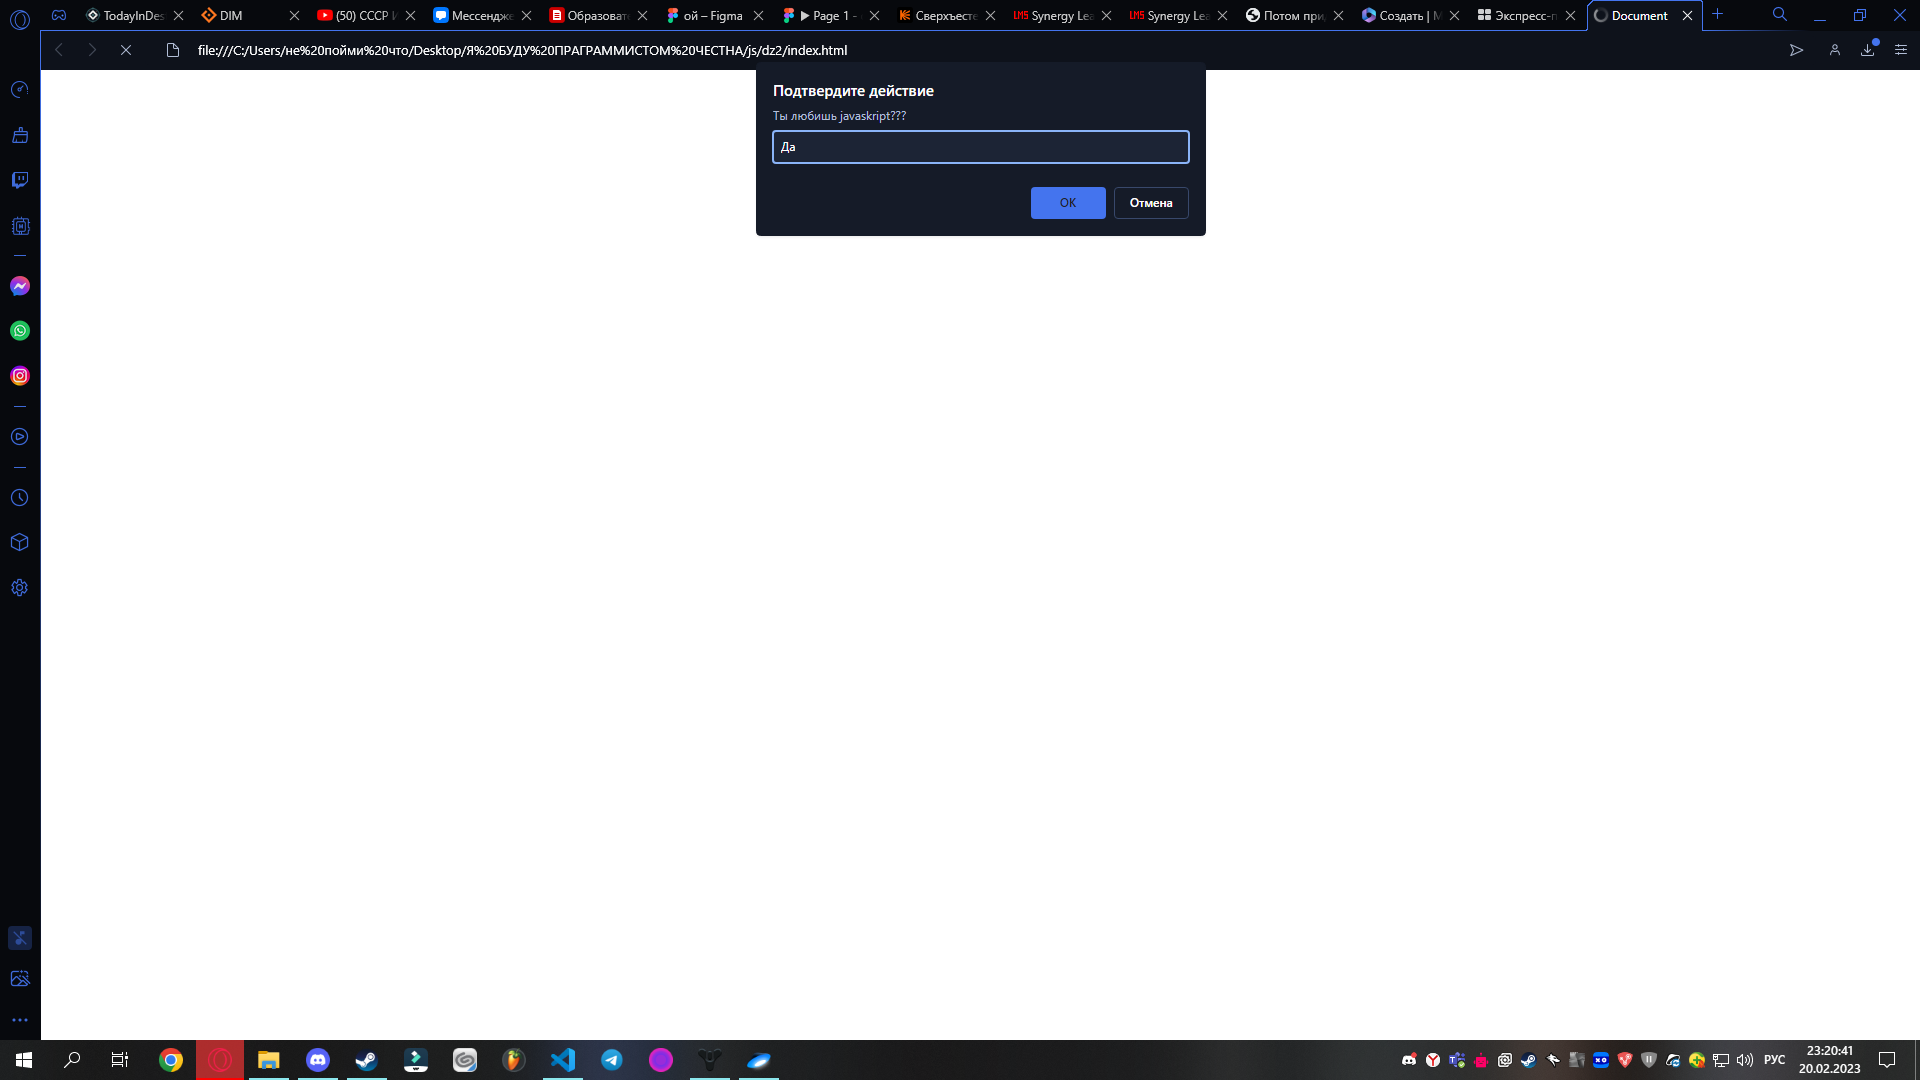 TodayInDes
DIM
(50) СССР И
Мессендже
Образовате
ой – Figma
▶ Page 1 -
Сверхъесте
Synergy Lea
Synergy Lea
Потом при
Создать | M
Экспресс-п
Document
file:///C:/Users/не%20пойми%20что/Desktop/Я%20БУДУ%20ПРАГРАММИСТОМ%20ЧЕСТНА/js/dz2/index.html
Подтвердите действие
Ты любишь javaskript???
Да
OK
Отмена
РУС
23:20:41
20.02.2023